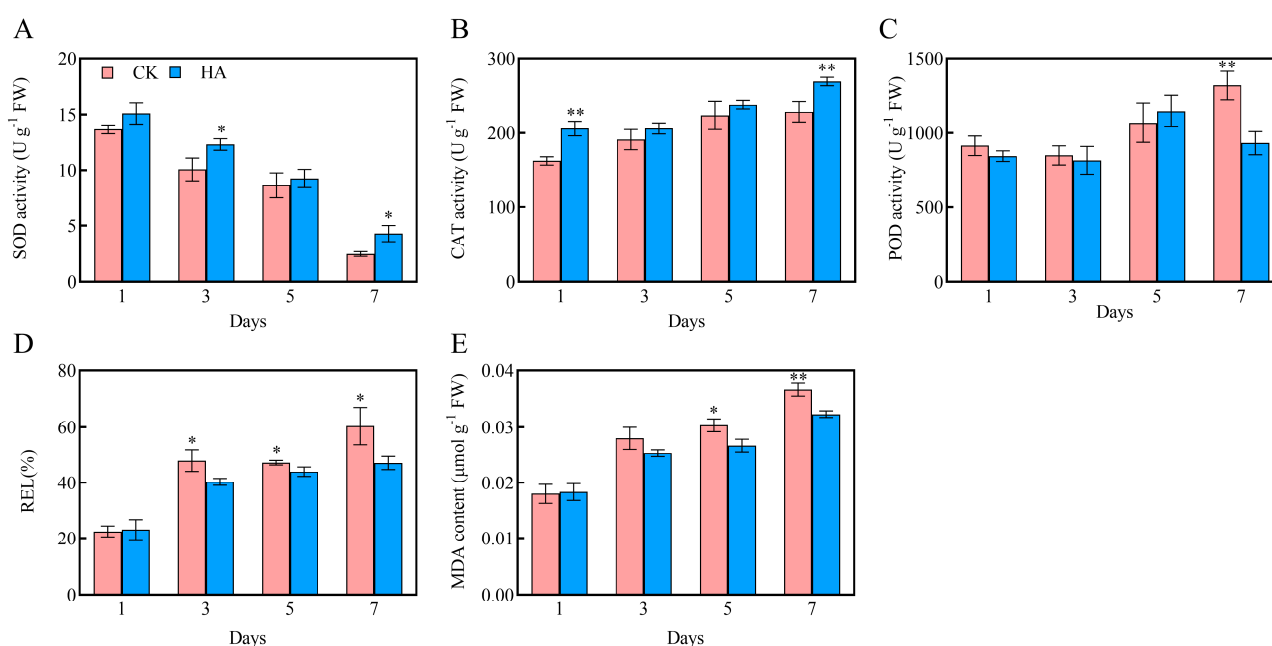 A
SOD activity (U g⁻¹ FW)
20
15
10
5
0
CK HA
*
*
1 3 5 7
Days
B
CAT activity (U g⁻¹ FW)
300
200
100
0
**
**
1 3 5 7
Days
C
POD activity (U g⁻¹ FW)
1500
1000
500
0
**
1 3 5 7
Days
D
REL(%)
80
60
40
20
0
*
*
*
1 3 5 7
Days
E
MDA content (μmol g⁻¹ FW)
0.04
0.03
0.02
0.01
0.00
*
**
1 3 5 7
Days